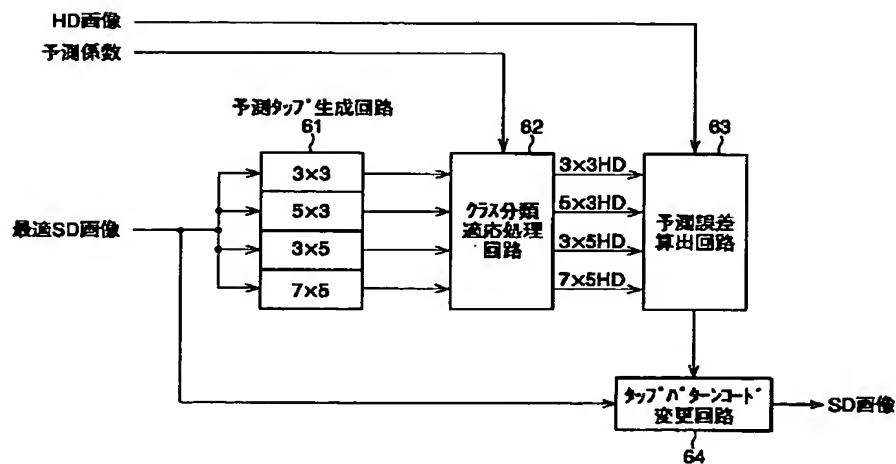 HD画像
予測係数
予測タップ生成回路
61
62
63
3×3
5×3
3×5
7×5
最適SD画像
クラス分類
適応処理
回路
3×3HD
5×3HD
3×5HD
7×5HD
予測誤差
算出回路
タップパターンコード
変更回路
SD画像
64